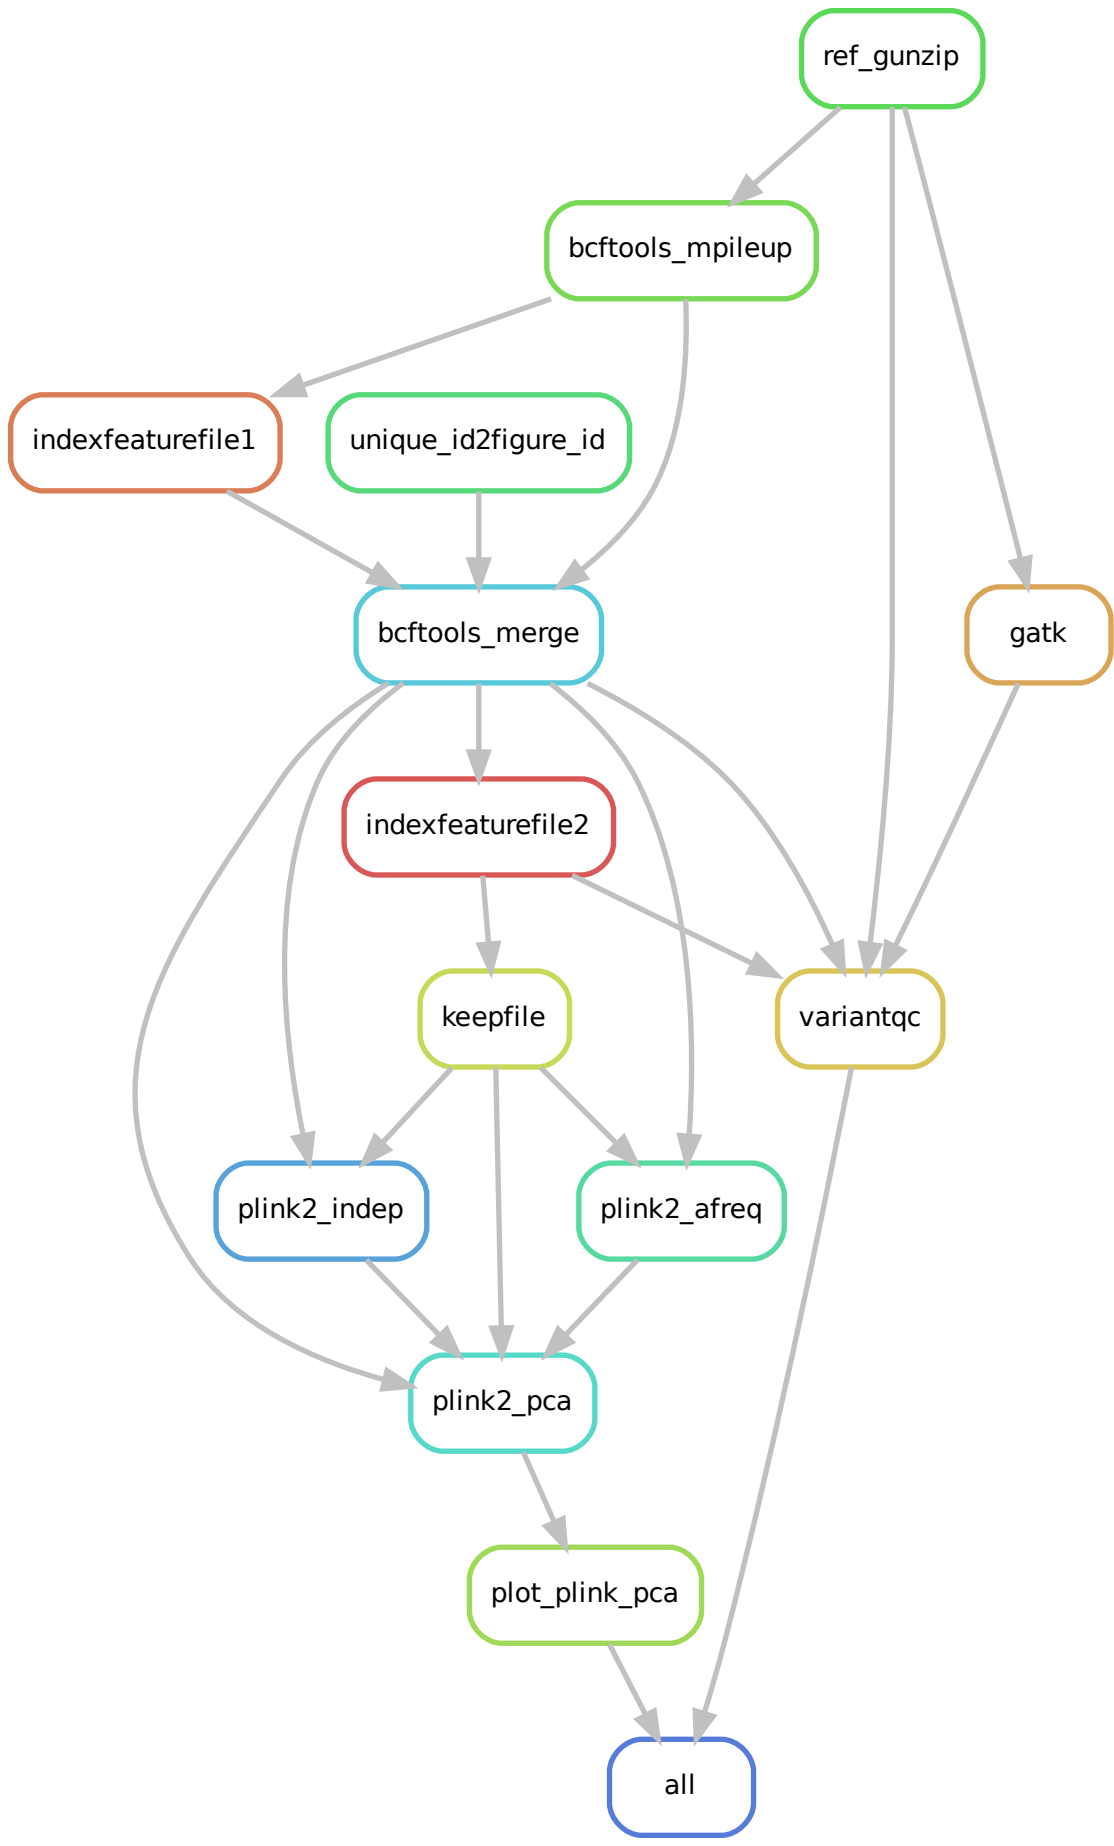 ref_gunzip
bcftools_mpileup
indexfeaturefile1
unique_id2figure_id
bcftools_merge
gatk
indexfeaturefile2
keepfile
variantqc
plink2_indep
plink2_afreq
plink2_pca
plot_plink_pca
all